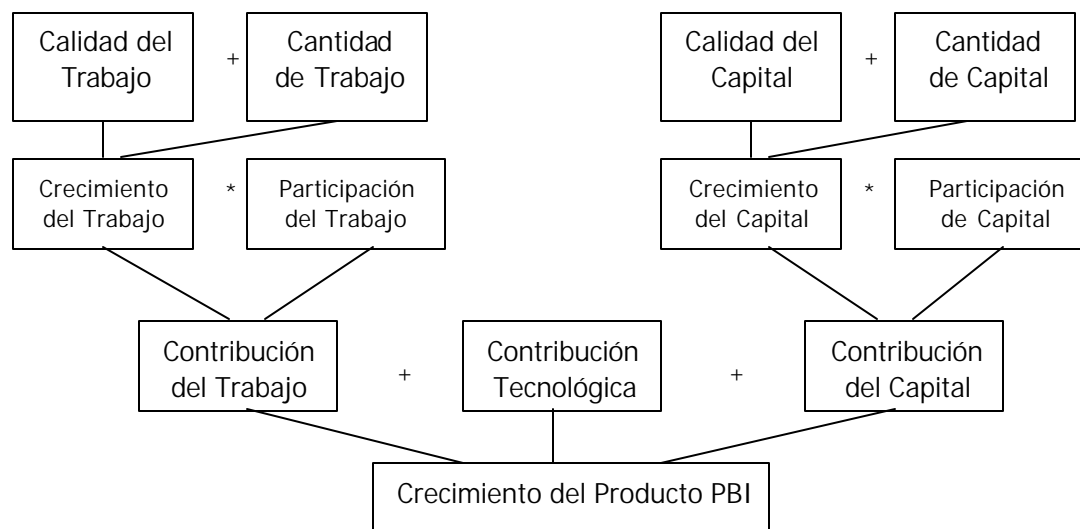 Calidad del
Trabajo
+
Cantidad
de Trabajo
Calidad del
Capital
+
Cantidad
de Capital
Crecimiento
del Trabajo
*
Participación
del Trabajo
Crecimiento
del Capital
*
Participación
de Capital
Contribución
del Trabajo
+
Contribución
Tecnológica
+
Contribución
del Capital
Crecimiento del Producto PBI